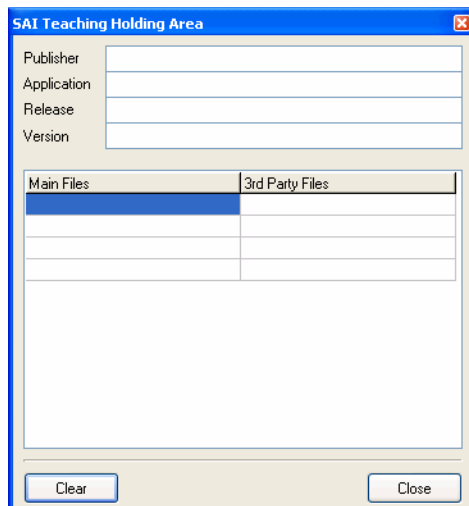 SAI Teaching Holding Area
Publisher
Application
Release
Version
Main Files 3rd Party Files
Clear Close